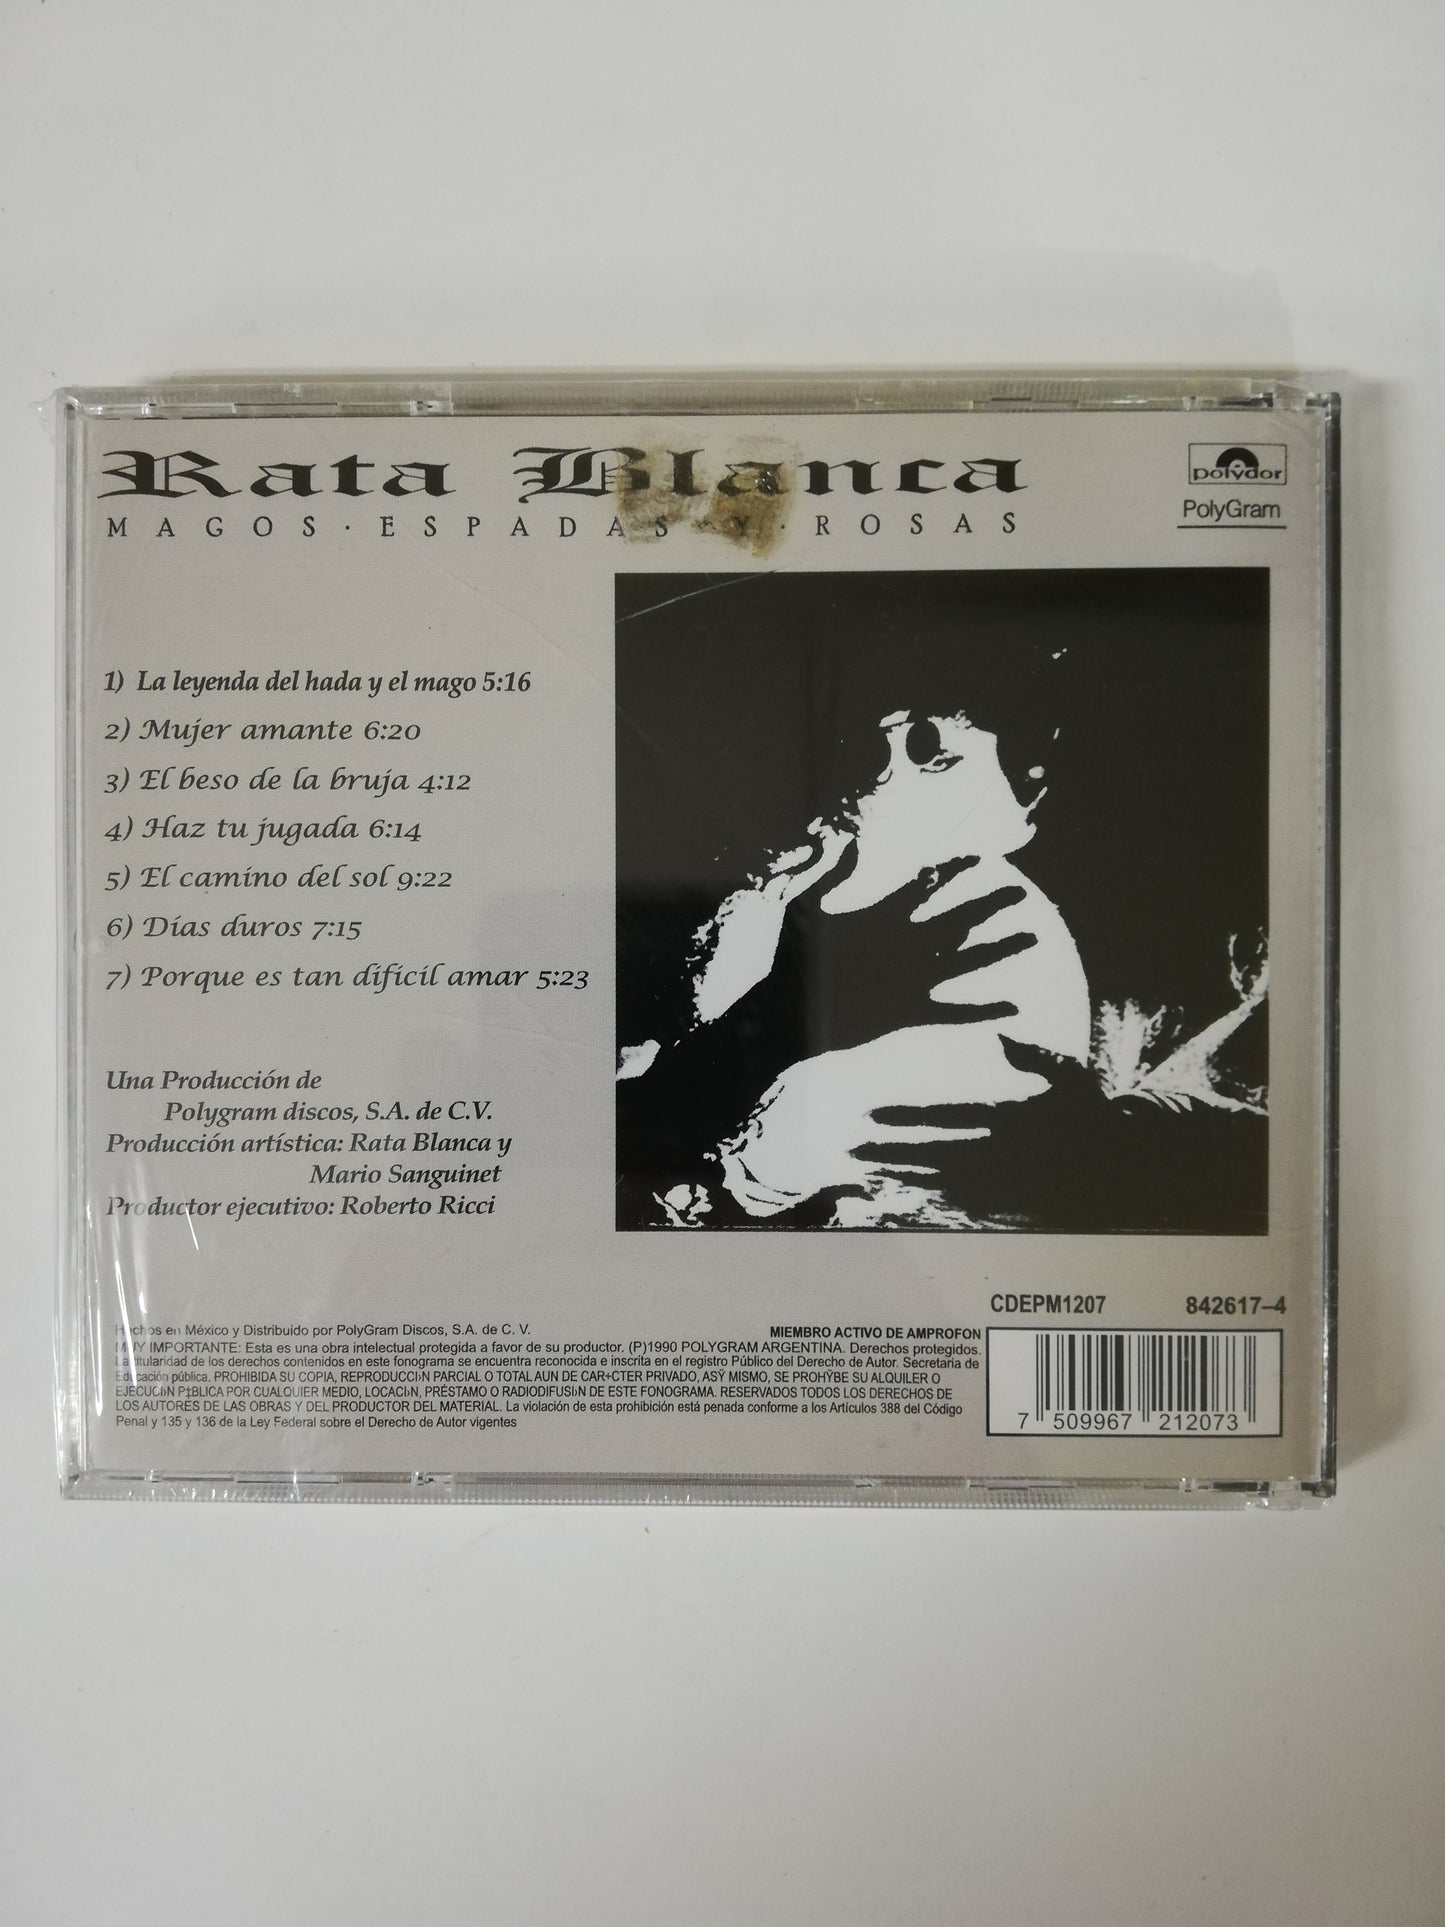 Rata Blanca
MAGOS · ESPADAS · Y · ROSAS
polydor
PolyGram
1) La leyenda del hada y el mago 5:16
2) Mujer amante 6:20
3) El beso de la bruja 4:12
4) Haz tu jugada 6:14
5) El camino del sol 9:22
6) Días duros 7:15
7) Porque es tan difícil amar 5:23
Una Producción de
Polygram discos, S.A. de C.V.
Producción artística: Rata Blanca y
Mario Sanguinet
Productor ejecutivo: Roberto Ricci
CDEPM1207 842617–4
Hechos en México y Distribuido por PolyGram Discos, S.A. de C. V.
MIEMBRO ACTIVO DE AMPROFON
MUY IMPORTANTE: Esta es una obra intelectual protegida a favor de su productor. (P)1990 POLYGRAM ARGENTINA. Derechos protegidos.
La titularidad de los derechos contenidos en este fonograma se encuentra reconocida e inscrita en el registro Público del Derecho de Autor. Secretaria de
Educación pública. PROHIBIDA SU COPIA, REPRODUCCIıN PARCIAL O TOTAL AUN DE CAR÷CTER PRIVADO, ASŸ MISMO, SE PROHŸBE SU ALQUILER O
EJECUCIıN P‡BLICA POR CUALQUIER MEDIO, LOCACIıN, PRÉSTAMO O RADIODIFUSIıN DE ESTE FONOGRAMA. RESERVADOS TODOS LOS DERECHOS DE
LOS AUTORES DE LAS OBRAS Y DEL PRODUCTOR DEL MATERIAL. La violación de esta prohibición está penada conforme a los Artículos 388 del Código
Penal y 135 y 136 de la Ley Federal sobre el Derecho de Autor vigentes
7 509967 212073